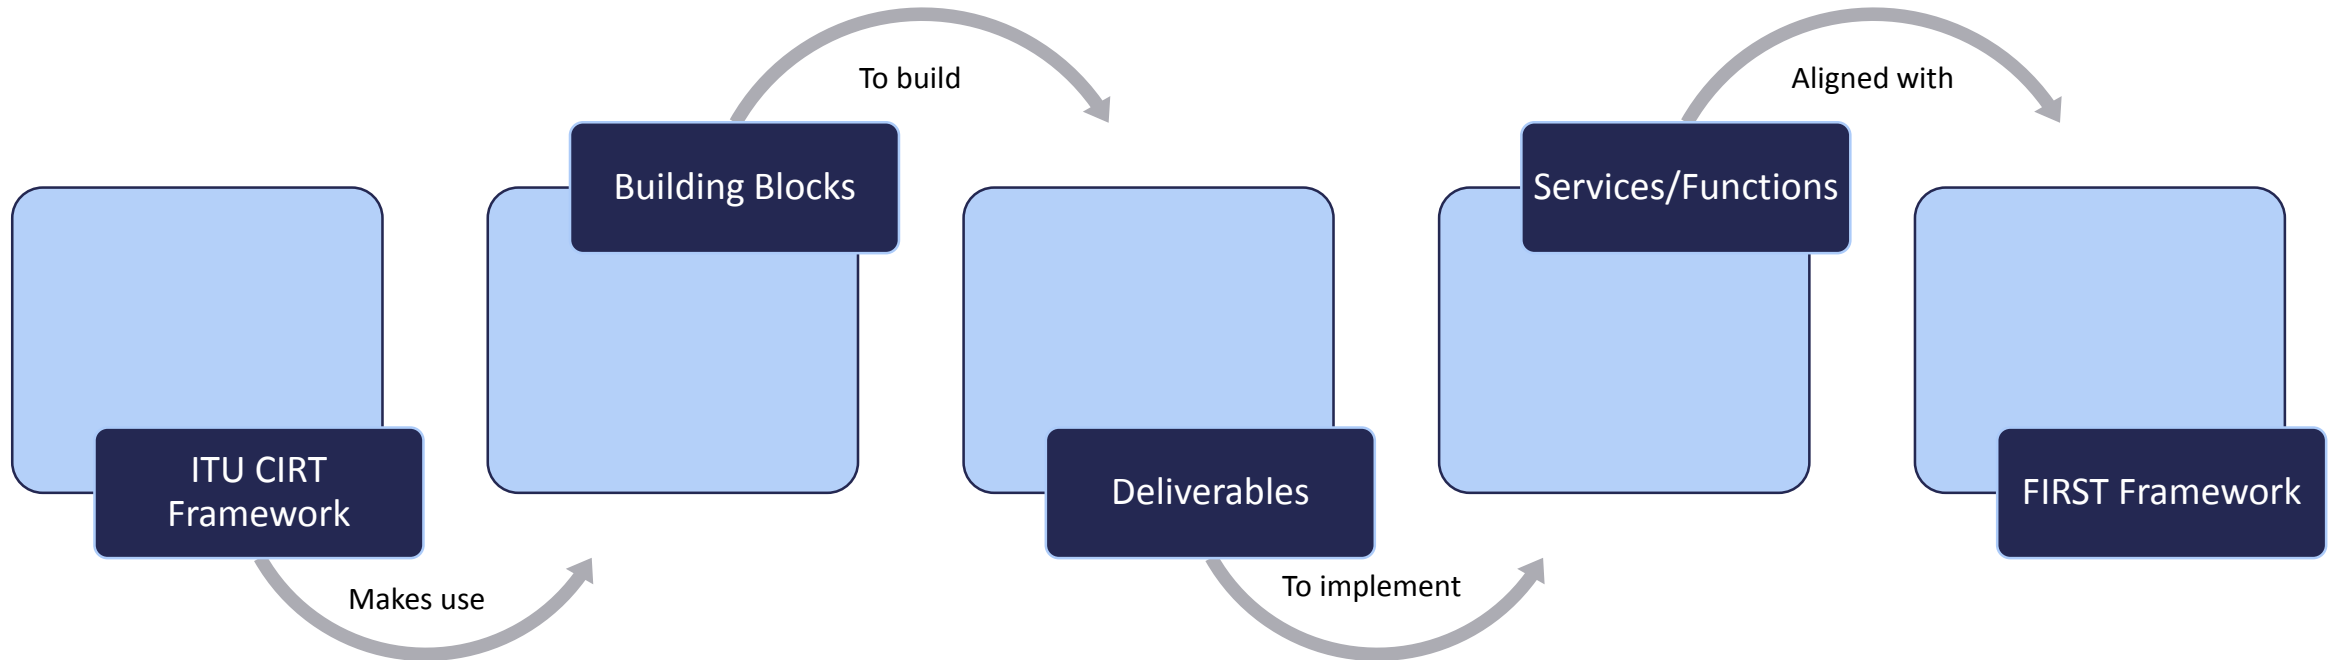 ITU CIRT
Framework
Makes use
Building Blocks
To build
Deliverables
To implement
Services/Functions
Aligned with
FIRST Framework